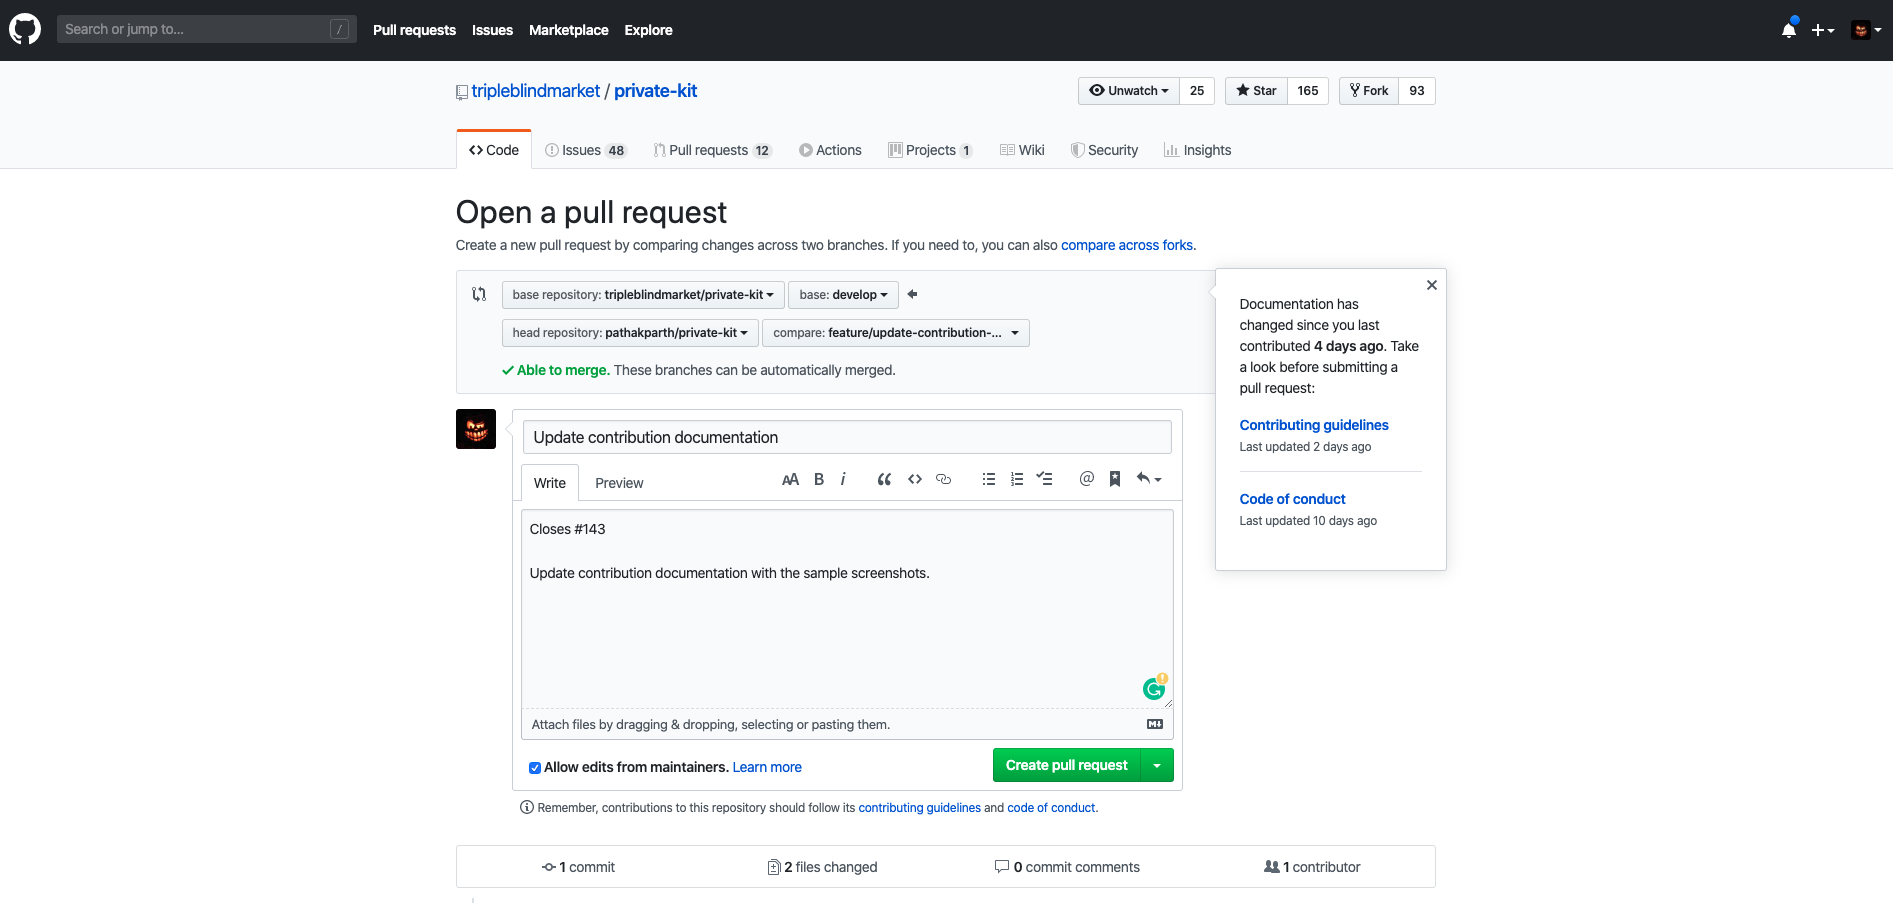 Search or jump to... /
Pull requests Issues Marketplace Explore
tripleblindmarket / private-kit
Unwatch 25 Star 165 Fork 93
Code Issues 48 Pull requests 12 Actions Projects 1 Wiki Security Insights
Open a pull request
Create a new pull request by comparing changes across two branches. If you need to, you can also compare across forks.
base repository: tripleblindmarket/private-kit base: develop
head repository: pathakparth/private-kit compare: feature/update-contribution-...
Able to merge. These branches can be automatically merged.
Documentation has
changed since you last
contributed 4 days ago. Take
a look before submitting a
pull request:
Contributing guidelines
Last updated 2 days ago
Code of conduct
Last updated 10 days ago
Update contribution documentation
Write Preview AA B i “ <> @
Closes #143
Update contribution documentation with the sample screenshots.
Attach files by dragging & dropping, selecting or pasting them.
Allow edits from maintainers. Learn more
Create pull request
Remember, contributions to this repository should follow its contributing guidelines and code of conduct.
1 commit 2 files changed 0 commit comments 1 contributor